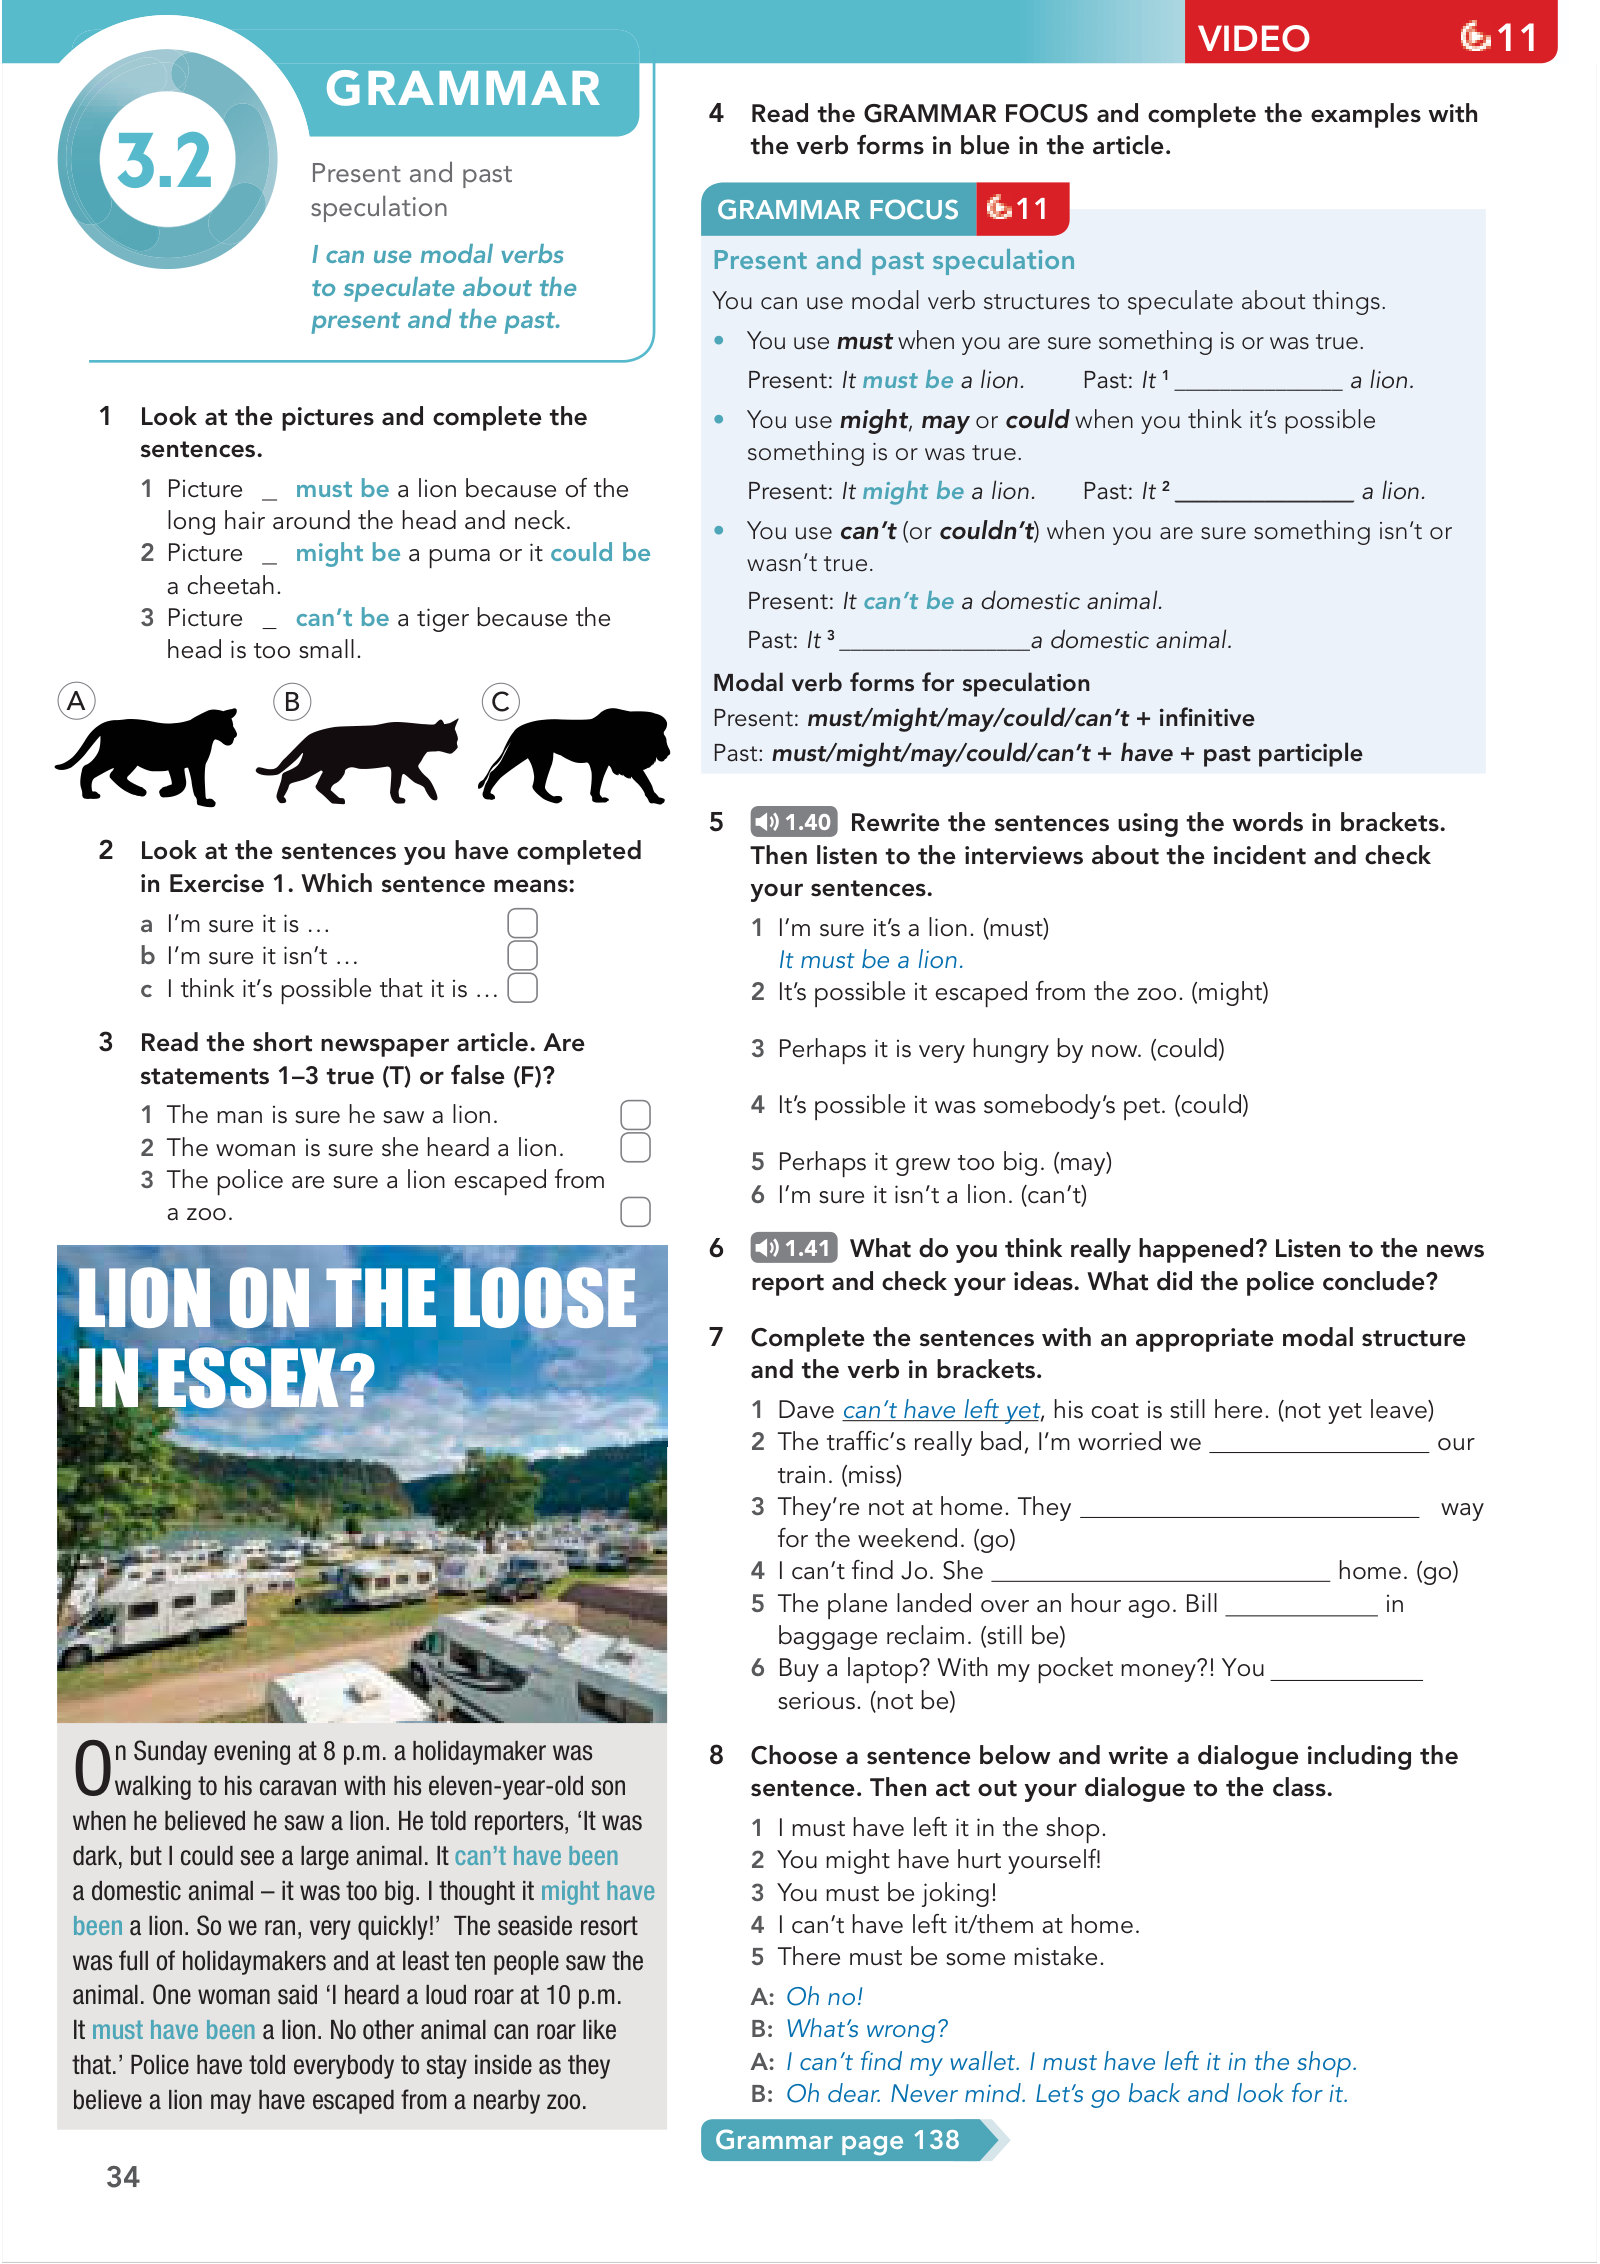 VIDEO 11
GRAMMAR
3.2
Present and past
speculation
I can use modal verbs
to speculate about the
present and the past.
1 Look at the pictures and complete the
sentences.
1 Picture _ must be a lion because of the
long hair around the head and neck.
2 Picture _ might be a puma or it could be
a cheetah.
3 Picture _ can't be a tiger because the
head is too small.
A B C
2 Look at the sentences you have completed
in Exercise 1. Which sentence means:
a I'm sure it is …
b I'm sure it isn't …
c I think it's possible that it is …
3 Read the short newspaper article. Are
statements 1–3 true (T) or false (F)?
1 The man is sure he saw a lion.
2 The woman is sure she heard a lion.
3 The police are sure a lion escaped from
a zoo.
LION ON THE LOOSE
IN ESSEX?
On Sunday evening at 8 p.m. a holidaymaker was
walking to his caravan with his eleven-year-old son
when he believed he saw a lion. He told reporters, 'It was
dark, but I could see a large animal. It can't have been
a domestic animal – it was too big. I thought it might have
been a lion. So we ran, very quickly!' The seaside resort
was full of holidaymakers and at least ten people saw the
animal. One woman said 'I heard a loud roar at 10 p.m.
It must have been a lion. No other animal can roar like
that.' Police have told everybody to stay inside as they
believe a lion may have escaped from a nearby zoo.
34
4 Read the GRAMMAR FOCUS and complete the examples with
the verb forms in blue in the article.
GRAMMAR FOCUS 11
Present and past speculation
You can use modal verb structures to speculate about things.
• You use must when you are sure something is or was true.
Present: It must be a lion. Past: It 1 ____________ a lion.
• You use might, may or could when you think it's possible
something is or was true.
Present: It might be a lion. Past: It 2 ____________ a lion.
• You use can't (or couldn't) when you are sure something isn't or
wasn't true.
Present: It can't be a domestic animal.
Past: It 3 ____________ a domestic animal.
Modal verb forms for speculation
Present: must/might/may/could/can't + infinitive
Past: must/might/may/could/can't + have + past participle
5 1.40 Rewrite the sentences using the words in brackets.
Then listen to the interviews about the incident and check
your sentences.
1 I'm sure it's a lion. (must)
It must be a lion.
2 It's possible it escaped from the zoo. (might)
3 Perhaps it is very hungry by now. (could)
4 It's possible it was somebody's pet. (could)
5 Perhaps it grew too big. (may)
6 I'm sure it isn't a lion. (can't)
6 1.41 What do you think really happened? Listen to the news
report and check your ideas. What did the police conclude?
7 Complete the sentences with an appropriate modal structure
and the verb in brackets.
1 Dave can't have left yet, his coat is still here. (not yet leave)
2 The traffic's really bad, I'm worried we ____________ our
train. (miss)
3 They're not at home. They ____________ way
for the weekend. (go)
4 I can't find Jo. She ____________ home. (go)
5 The plane landed over an hour ago. Bill ____________ in
baggage reclaim. (still be)
6 Buy a laptop? With my pocket money?! You ____________
serious. (not be)
8 Choose a sentence below and write a dialogue including the
sentence. Then act out your dialogue to the class.
1 I must have left it in the shop.
2 You might have hurt yourself!
3 You must be joking!
4 I can't have left it/them at home.
5 There must be some mistake.
A: Oh no!
B: What's wrong?
A: I can't find my wallet. I must have left it in the shop.
B: Oh dear. Never mind. Let's go back and look for it.
Grammar page 138